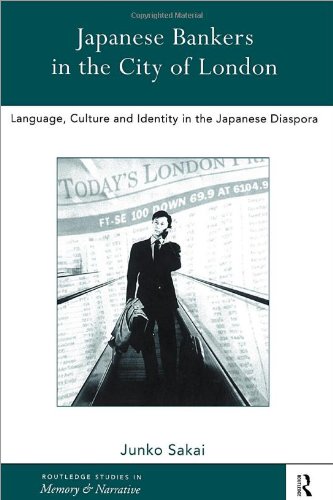 Japanese Bankers
in the City of London
Language, Culture and Identity in the Japanese Diaspora
TODAY'S LONDON
FT-SE 100 DOWN 69.9 AT 6104.9
Junko Sakai
ROUTLEDGE STUDIES IN
Memory & Narrative
R